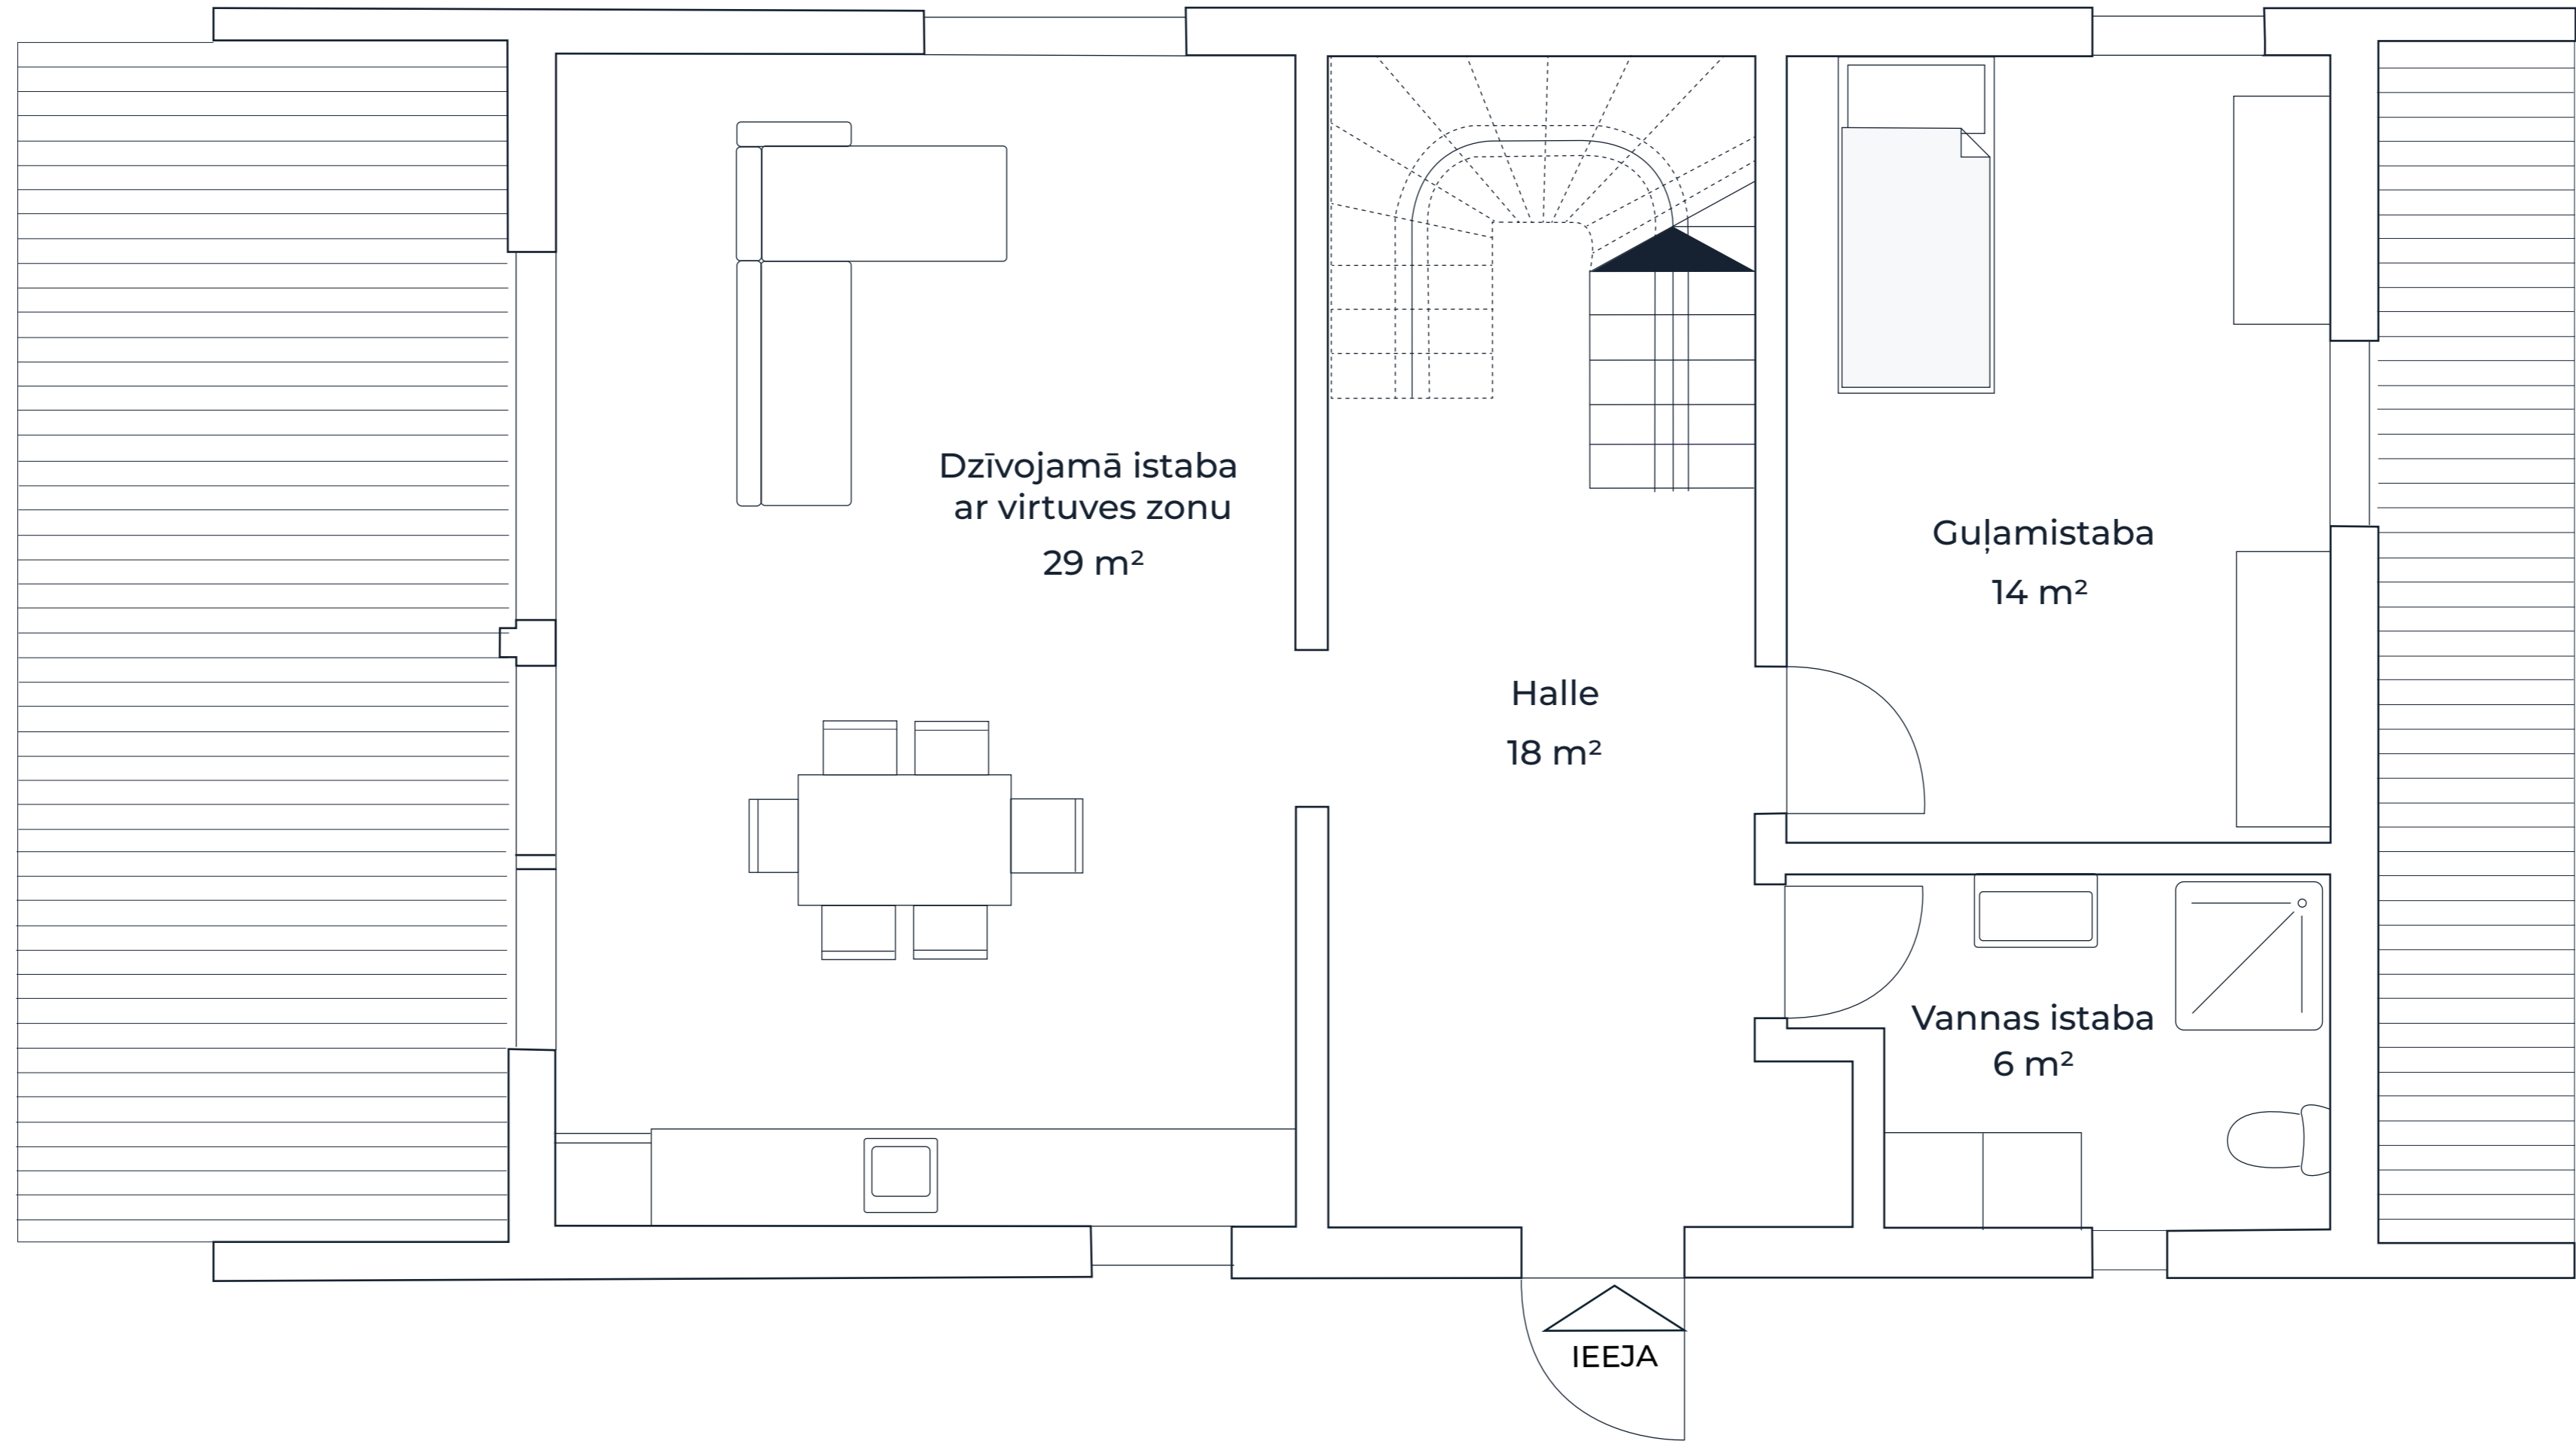 Dzīvojamā istaba
ar virtuves zonu
29 m²
Guļamistaba
14 m²
Halle
18 m²
Vannas istaba
6 m²
IEEJA